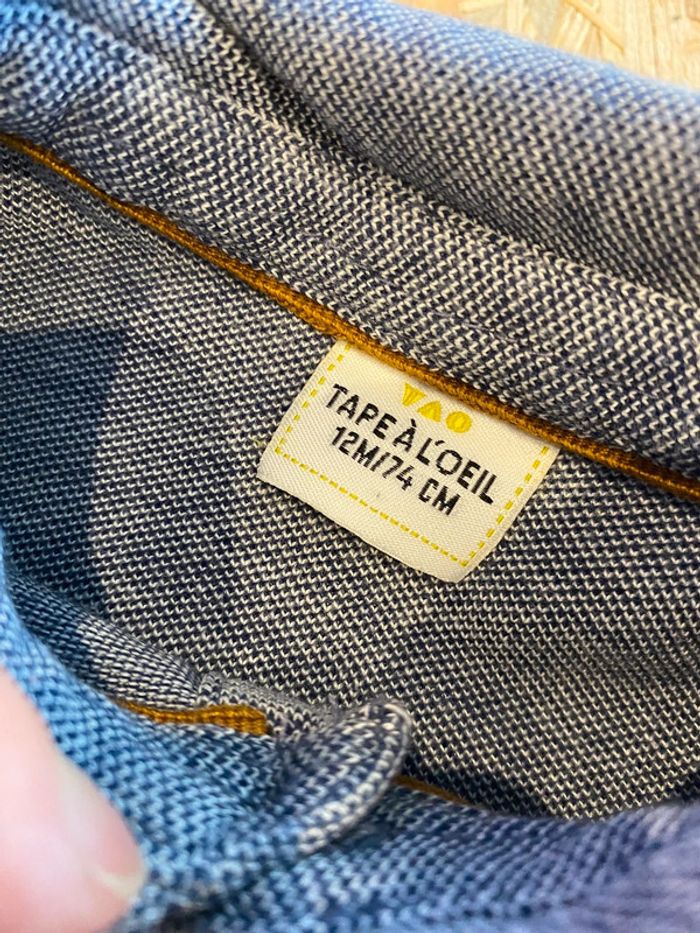 TAO
TAPE À L'OEIL
12M/74 CM